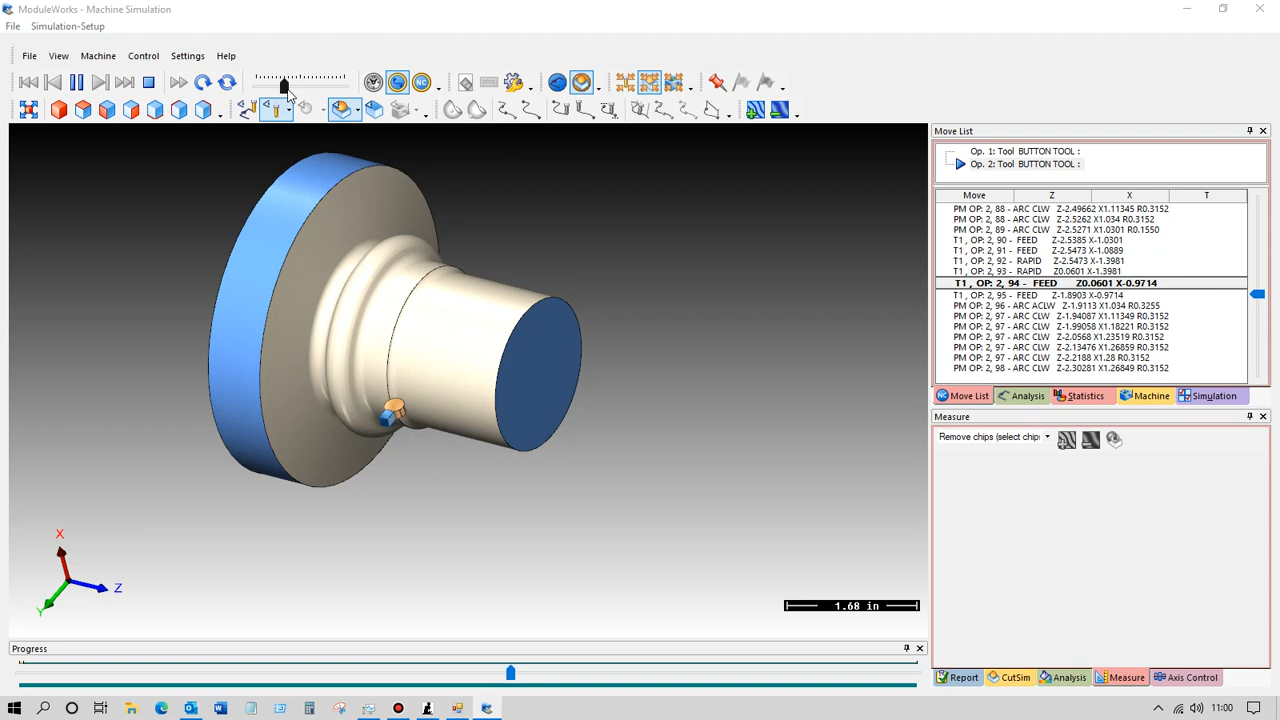 ModuleWorks - Machine Simulation
File Simulation-Setup
File View Machine Control Settings Help
NC
Move List
Op. 1: Tool BUTTON TOOL :
Op. 2: Tool BUTTON TOOL :
Move Z X T
PM OP: 2, 88 - ARC CLW Z-2.49662 X1.11345 R0.3152
PM OP: 2, 88 - ARC CLW Z-2.5262 X1.034 R0.3152
PM OP: 2, 89 - ARC CLW Z-2.5271 X1.0301 R0.1550
T1 , OP: 2, 90 - FEED Z-2.5385 X-1.0301
T1 , OP: 2, 91 - FEED Z-2.5473 X-1.0889
T1 , OP: 2, 92 - RAPID Z-2.5473 X-1.3981
T1 , OP: 2, 93 - RAPID Z0.0601 X-1.3981
T1 , OP: 2, 94 - FEED Z0.0601 X-0.9714
T1 , OP: 2, 95 - FEED Z-1.8903 X-0.9714
PM OP: 2, 96 - ARC ACLW Z-1.9113 X1.034 R0.3255
PM OP: 2, 97 - ARC CLW Z-1.94087 X1.11349 R0.3152
PM OP: 2, 97 - ARC CLW Z-1.99058 X1.18221 R0.3152
PM OP: 2, 97 - ARC CLW Z-2.0568 X1.23519 R0.3152
PM OP: 2, 97 - ARC CLW Z-2.13476 X1.26859 R0.3152
PM OP: 2, 97 - ARC CLW Z-2.2188 X1.28 R0.3152
PM OP: 2, 98 - ARC CLW Z-2.30281 X1.26849 R0.3152
NC Move List Analysis Statistics Machine Simulation
Measure
Remove chips (select chip:
X
Z
Y
1.68 in
Progress
Report CutSim Analysis Measure Axis Control
11:00